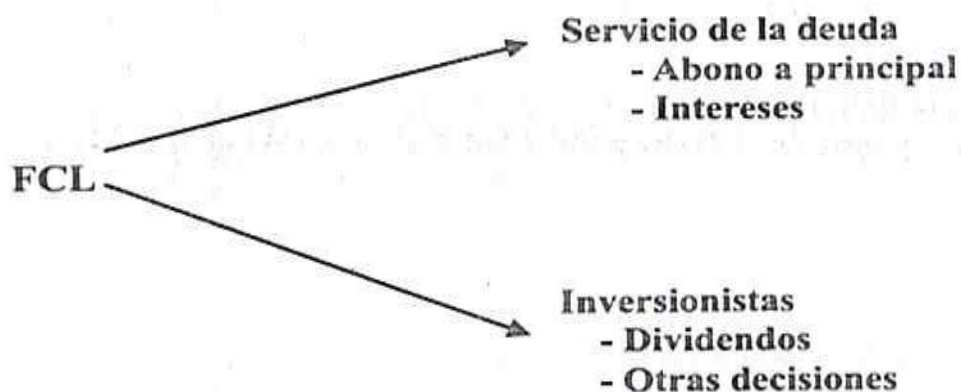 Servicio de la deuda
- Abono a principal
- Intereses
FCL
Inversionistas
- Dividendos
- Otras decisiones